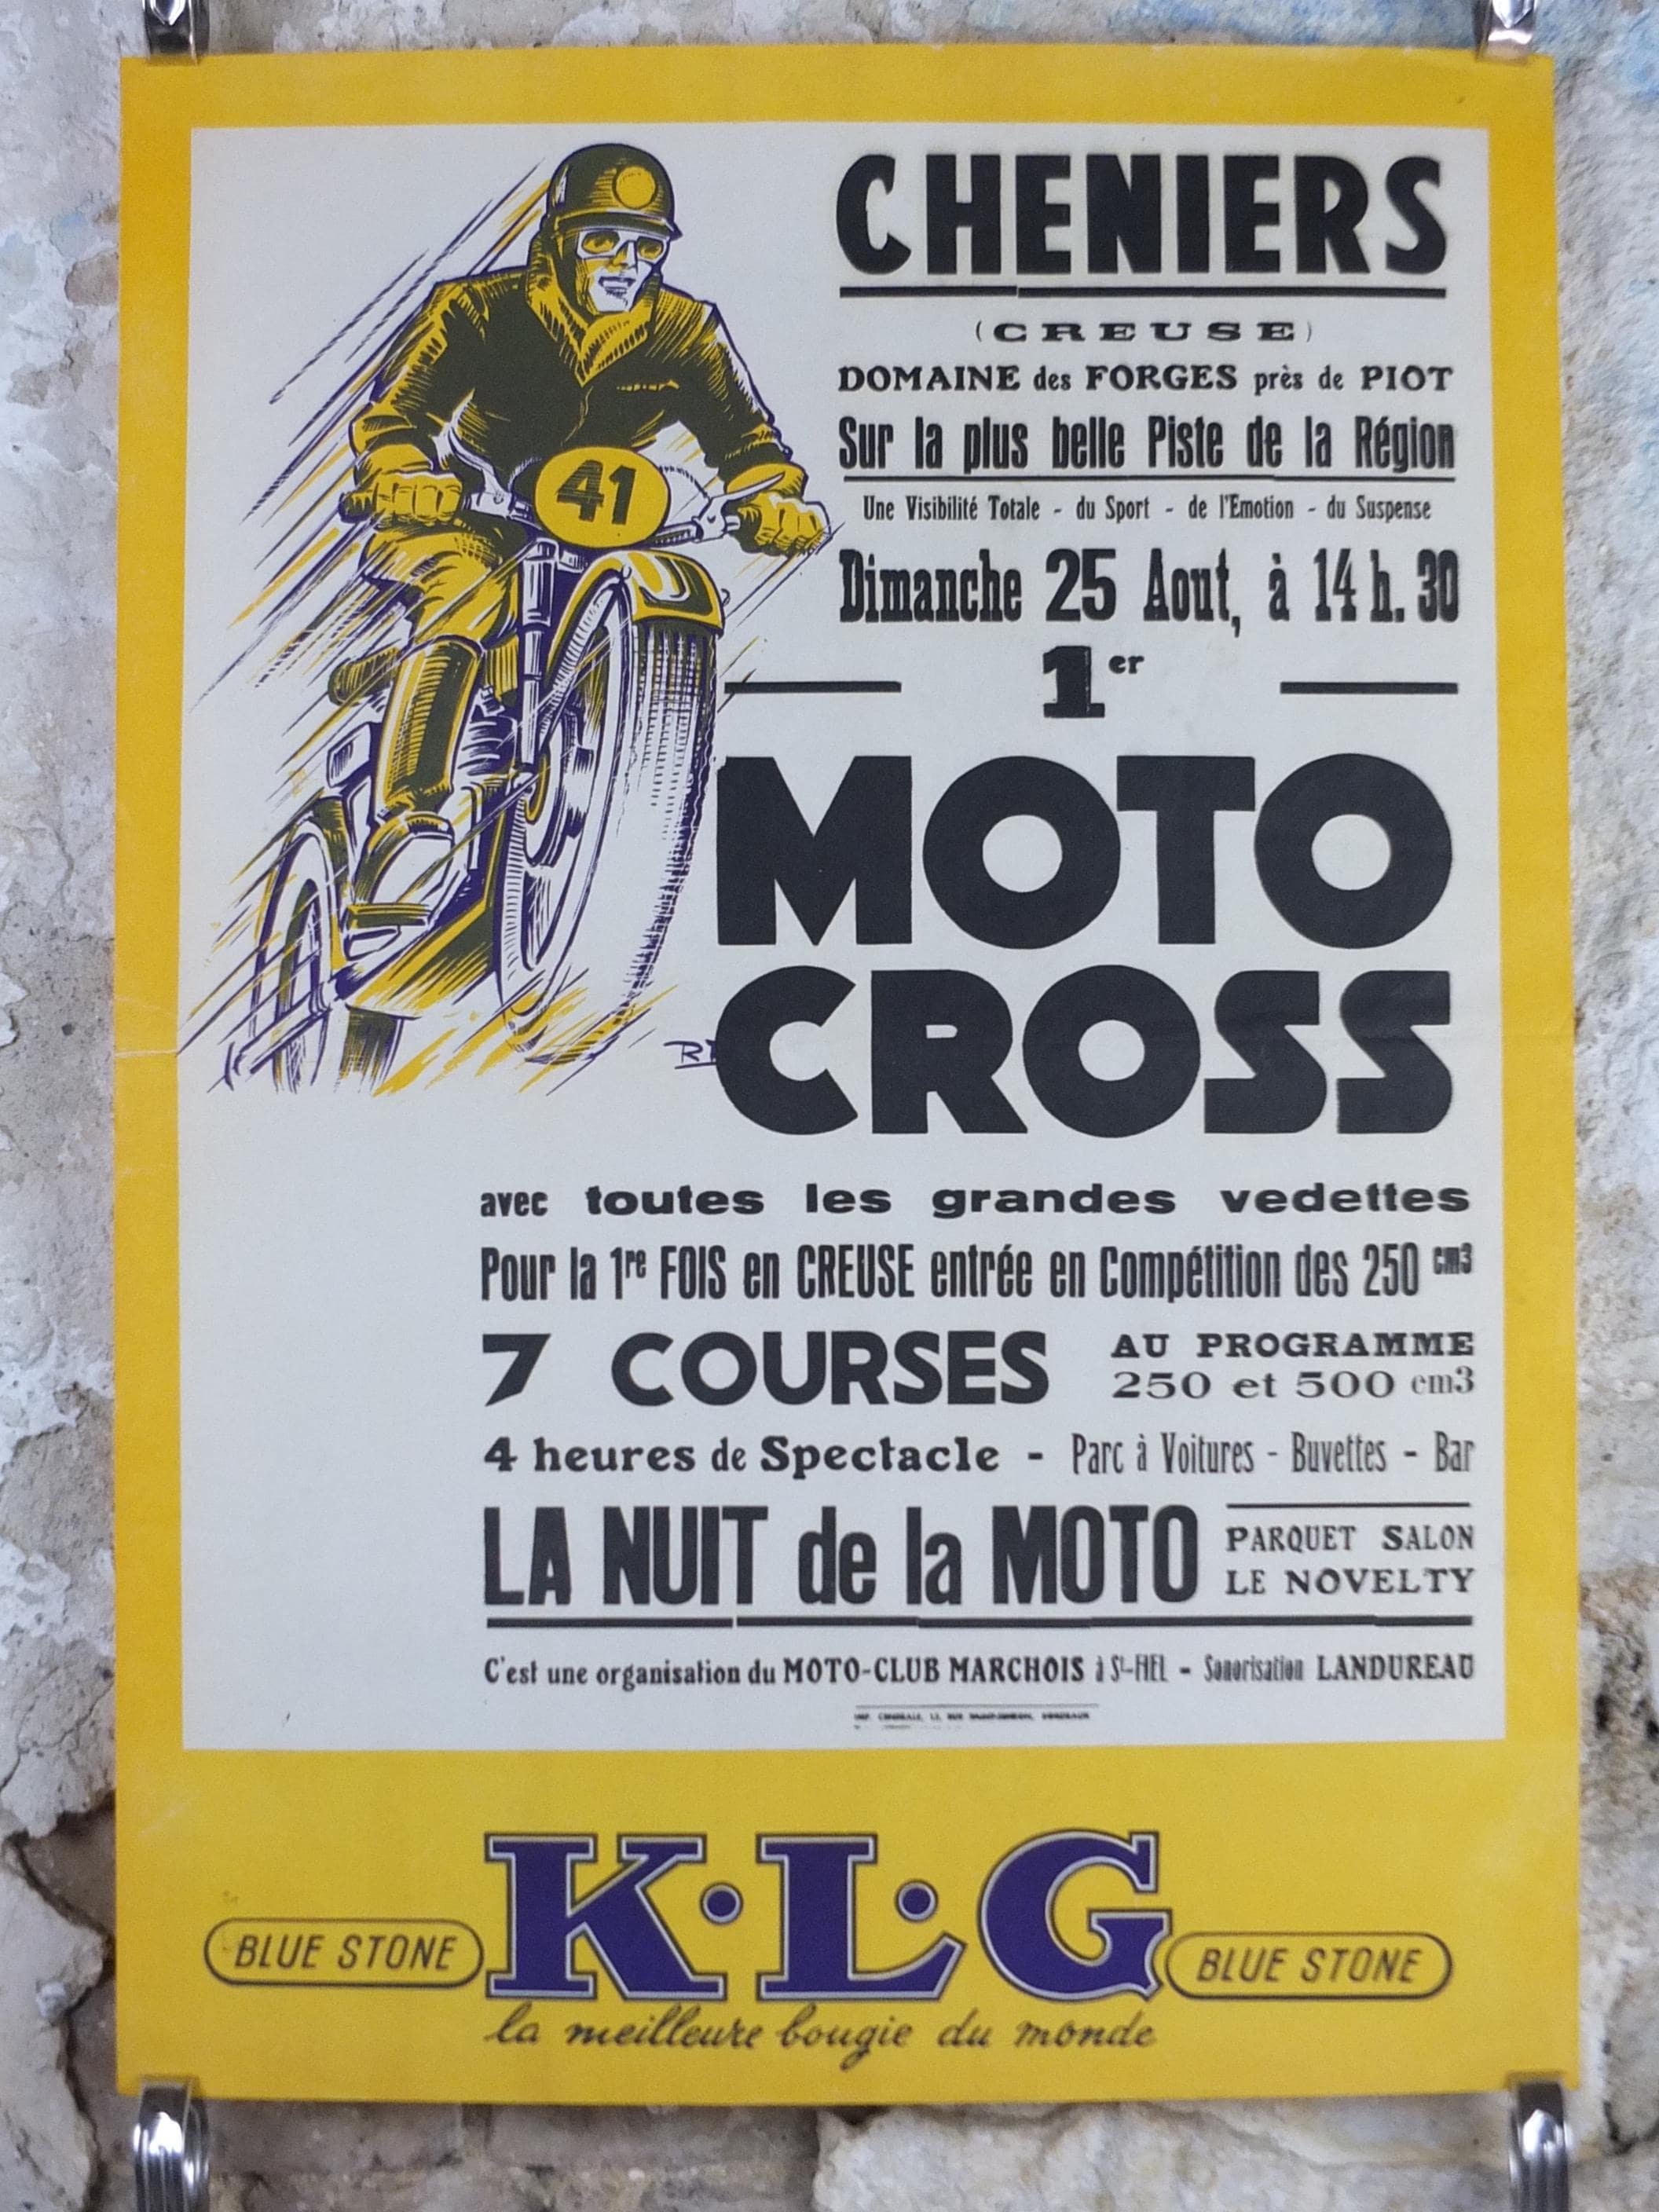 CHENIERS
(CREUSE)
DOMAINE des FORGES près de PIOT
Sur la plus belle Piste de la Région
Une Visibilité Totale - du Sport - de l'Emotion - du Suspense
41
Dimanche 25 Aout, à 14 h. 30
1er
MOTO
CROSS
avec toutes les grandes vedettes
Pour la 1re FOIS en CREUSE entrée en Compétition des 250 cm3
7 COURSES AU PROGRAMME
250 et 500 cm3
4 heures de Spectacle - Parc à Voitures - Buvettes - Bar
LA NUIT de la MOTO PARQUET SALON
LE NOVELTY
C'est une organisation du MOTO-CLUB MARCHOIS à St-FIEL - Sonorisation LANDUREAU
IMP. CENTRALE, RUE BORDEAUX
K·L·G
BLUE STONE BLUE STONE
la meilleure bougie du monde